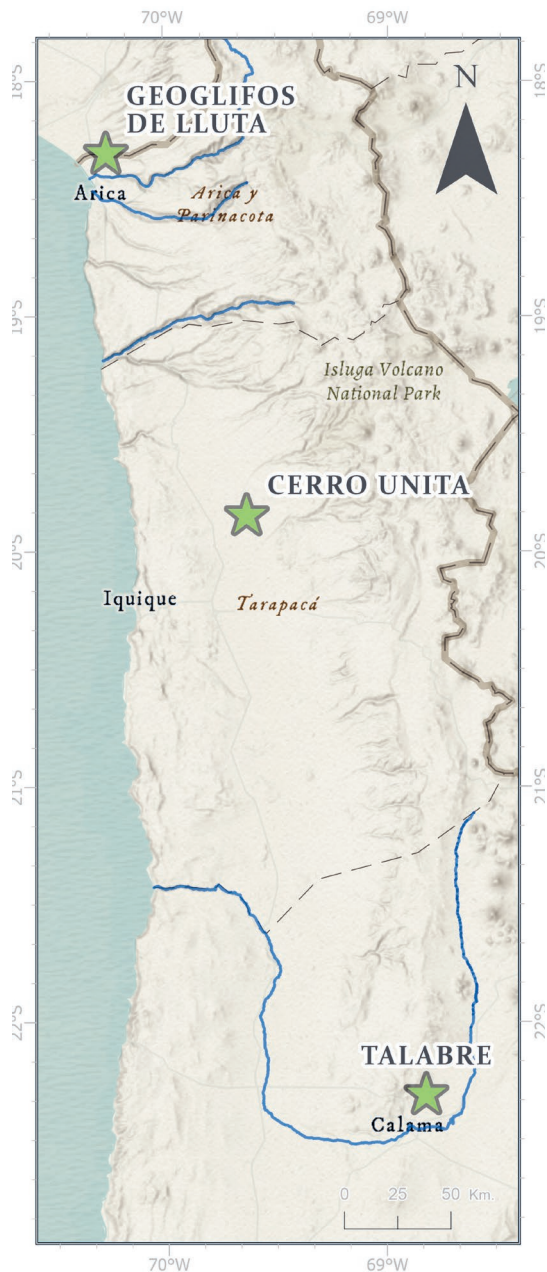 70°W 69°W
18°S 18°S
N
GEOGLIFOS
DE LLUTA
Arica
Arica y
Parinacota
19°S 19°S
Isluga Volcano
National Park
CERRO UNITA
20°S 20°S
Iquique
Tarapacá
21°S 21°S
22°S 22°S
TALABRE
Calama
0 25 50 Km.
70°W 69°W